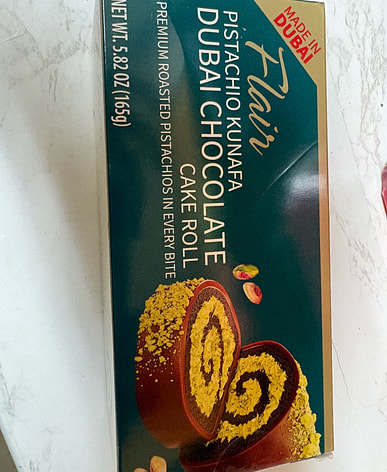 MADE IN
DUBAI
Flair
PISTACHIO KUNAFA
DUBAI CHOCOLATE
CAKE ROLL
PREMIUM ROASTED PISTACHIOS IN EVERY BITE
NET WT. 5.82 OZ (165g)